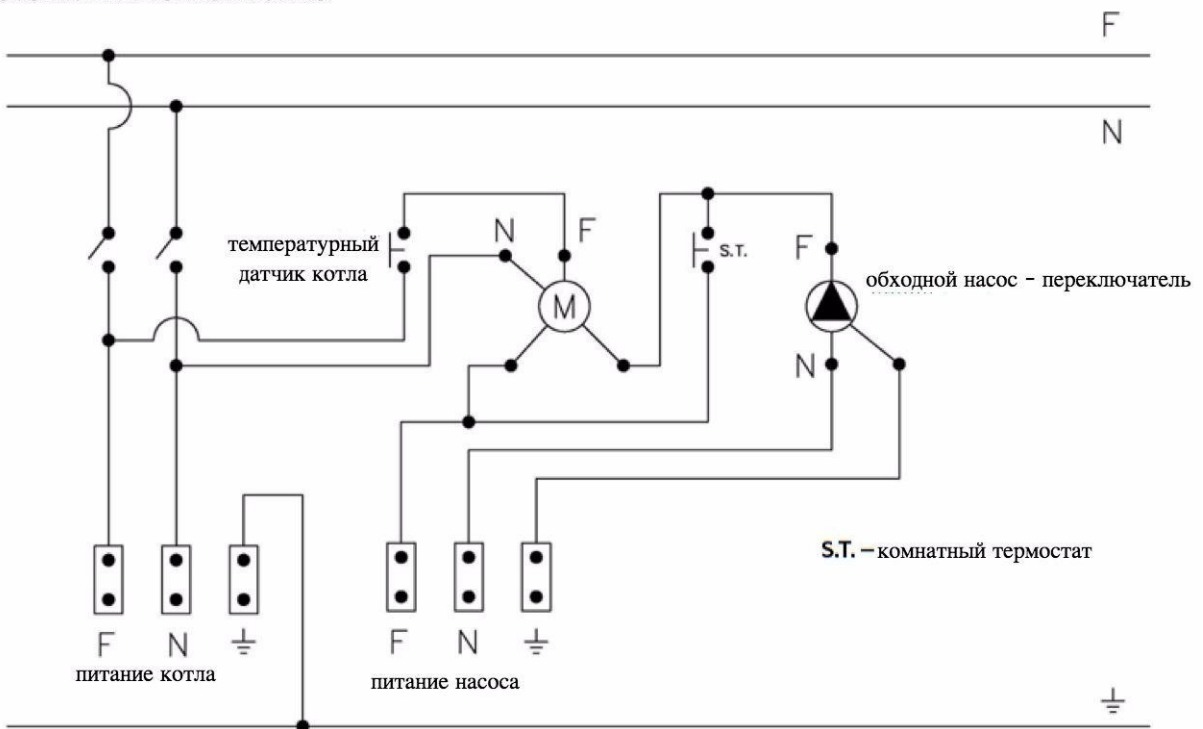 F
N
температурный
датчик котла
N
F
M
S.T.
F
обходной насос - переключатель
N
S.T. – комнатный термостат
F
N
питание котла
F
N
питание насоса